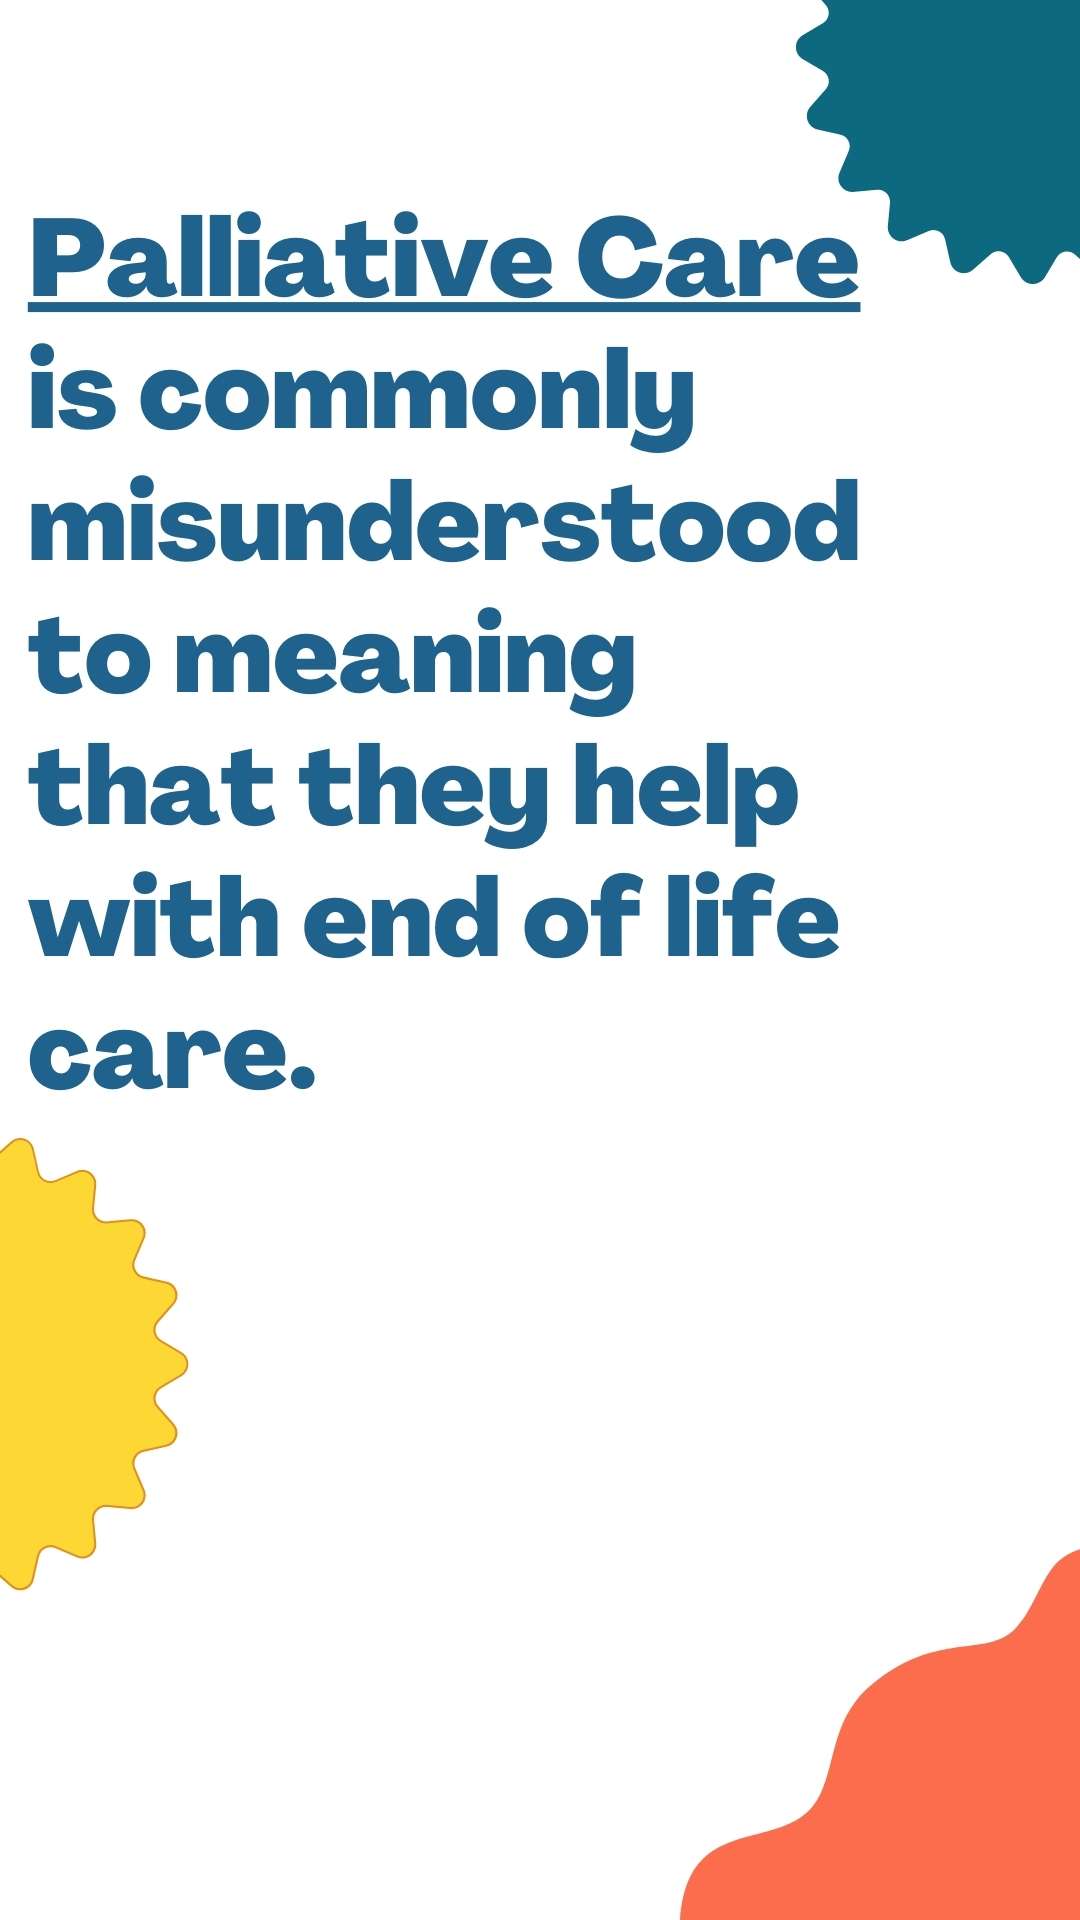 Palliative Care
is commonly
misunderstood
to meaning
that they help
with end of life
care.